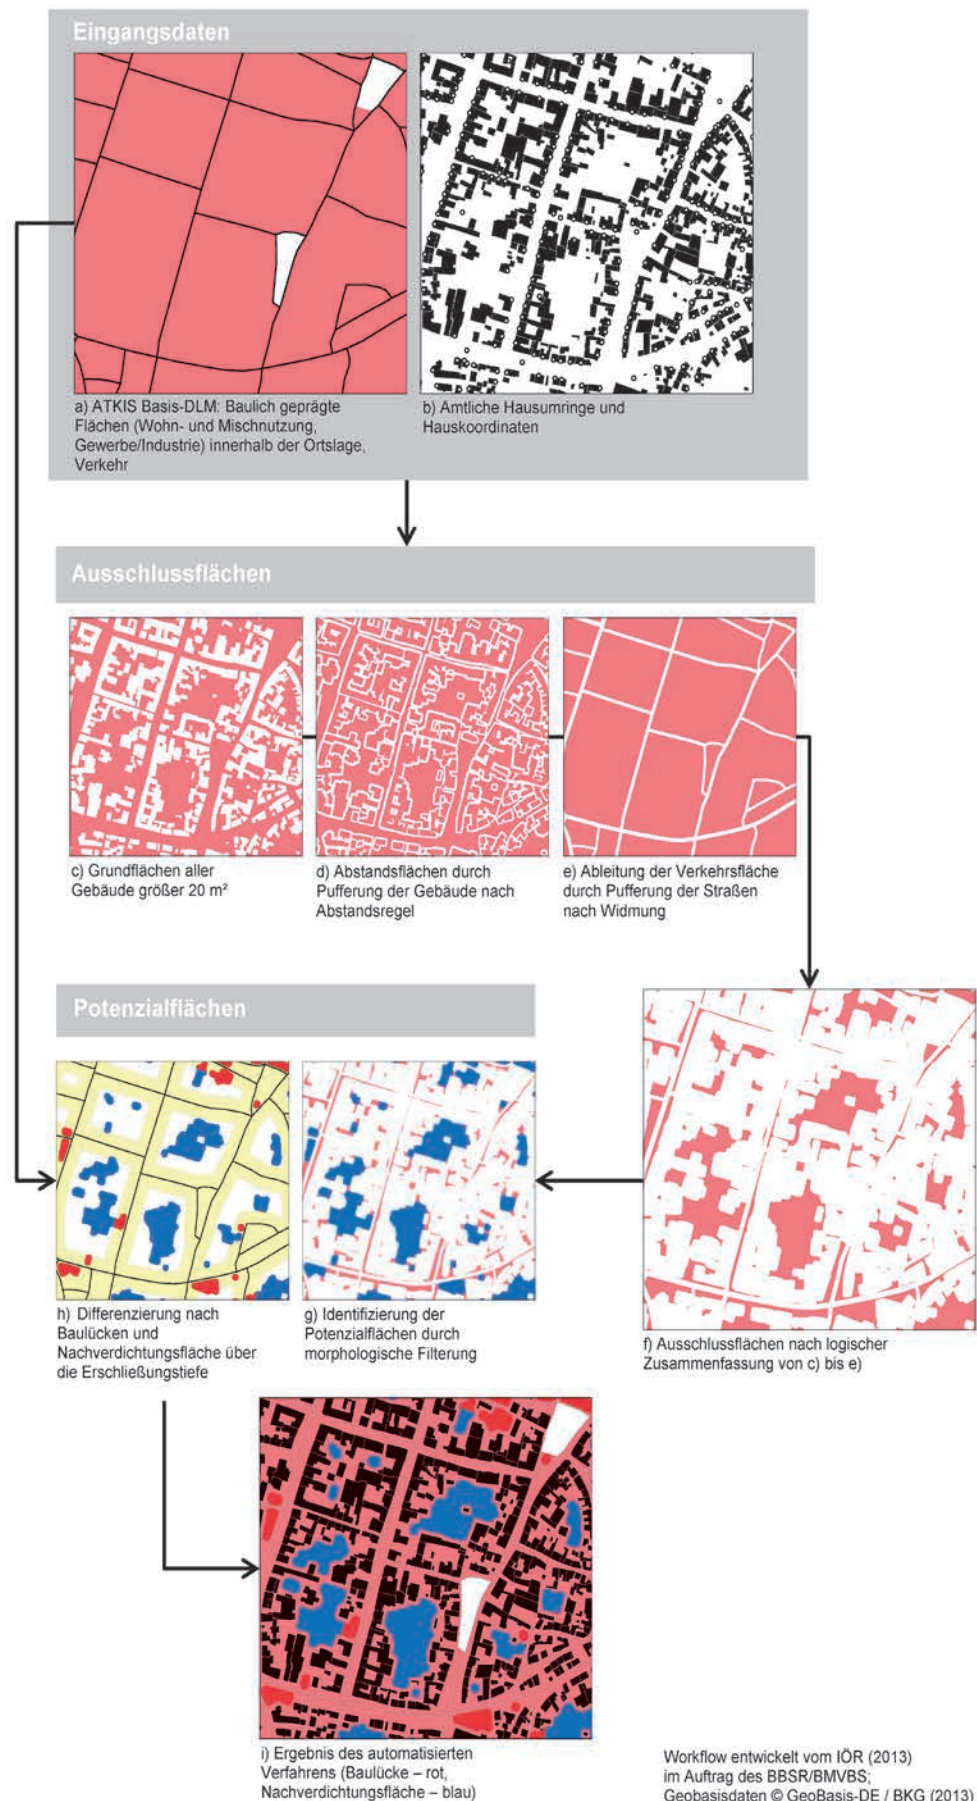 Eingangsdaten
a) ATKIS Basis-DLM: Baulich geprägte
Flächen (Wohn- und Mischnutzung,
Gewerbe/Industrie) innerhalb der Ortslage,
Verkehr
b) Amtliche Hausumringe und
Hauskoordinaten
Ausschlussflächen
c) Grundflächen aller
Gebäude größer 20 m²
d) Abstandsflächen durch
Pufferung der Gebäude nach
Abstandsregel
e) Ableitung der Verkehrsfläche
durch Pufferung der Straßen
nach Widmung
Potenzialflächen
h) Differenzierung nach
Baulücken und
Nachverdichtungsfläche über
die Erschließungstiefe
g) Identifizierung der
Potenzialflächen durch
morphologische Filterung
f) Ausschlussflächen nach logischer
Zusammenfassung von c) bis e)
i) Ergebnis des automatisierten
Verfahrens (Baulücke – rot,
Nachverdichtungsfläche – blau)
Workflow entwickelt vom IÖR (2013)
im Auftrag des BBSR/BMVBS;
Geobasisdaten © GeoBasis-DE / BKG (2013)